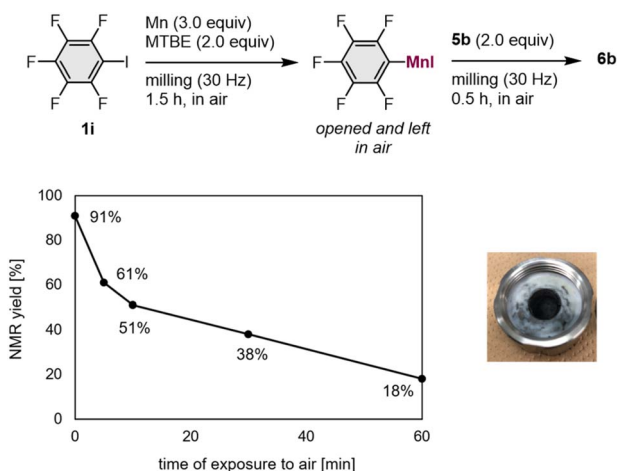 F F
F I
F F
1i
Mn (3.0 equiv)
MTBE (2.0 equiv)
milling (30 Hz)
1.5 h, in air
F F
F MnI
F F
opened and left
in air
5b (2.0 equiv)
milling (30 Hz)
0.5 h, in air
6b
NMR yield [%]
100
80
60
40
20
0
91%
61%
51%
38%
18%
0 20 40 60
time of exposure to air [min]